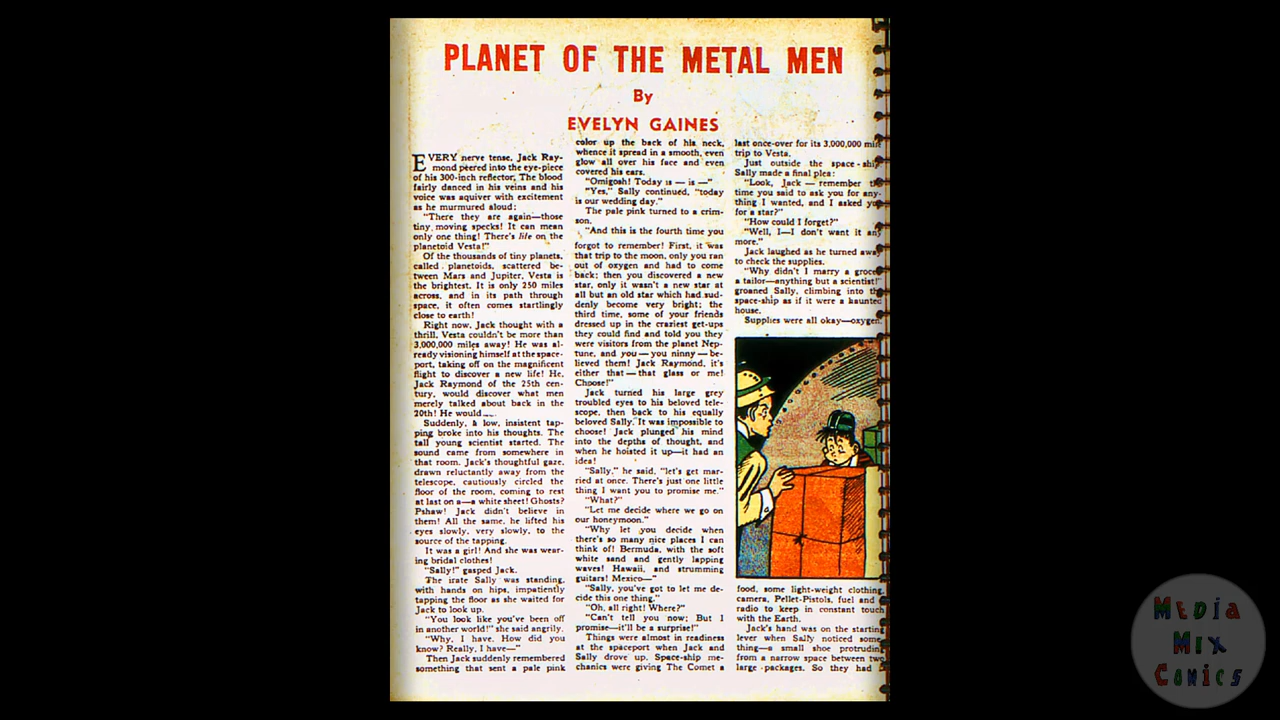 PLANET OF THE METAL MEN
By
EVELYN GAINES
EVERY nerve tense, Jack Ray-
mond peered into the eye-piece
of his 300-inch reflector, The blood
fairly danced in his veins and his
voice was aquiver with excitement
as he murmured aloud:
"There they are again—those
tiny moving specks! It can mean
only one thing! There's life on the
planetoid Vesta!"
Of the thousands of tiny planets,
called planetoids, scattered be-
tween Mars and Jupiter, Vesta is
the brightest. It is only 250 miles
across, and in its path through
space, it often comes startlingly
close to earth!
Right now, Jack thought with a
thrill, Vesta couldn't be more than
3,000,000 miles away! He was al-
ready visioning himself at the space-
port, taking off on the magnificent
flight to discover a new life! He,
Jack Raymond of the 25th cen-
tury, would discover what men
merely talked about back in the
20th! He would....
Suddenly, a low, insistent tap-
ping broke into his thoughts. The
tall young scientist started. The
sound came from somewhere in
that room. Jack's thoughtful gaze,
drawn reluctantly away from the
telescope, cautiously circled the
floor of the room, coming to rest
at last on a—a white sheet! Ghosts?
Pshaw! Jack didn't believe in
them! All the same, he lifted his
eyes slowly, very slowly, to the
source of the tapping.
It was a girl! And she was wear-
ing bridal clothes!
"Sally!" gasped Jack.
The irate Sally was standing,
with hands on hips, impatiently
tapping the floor as she waited for
Jack to look up.
"You look like you've been off
in another world!" she said angrily.
"Why, I have. How did you
know? Really, I have—"
Then Jack suddenly remembered
something that sent a pale pink
color up the back of his neck,
whence it spread in a smooth, even
glow all over his face and even
covered his ears.
"Omigosh! Today is — is —"
"Yes," Sally continued, "today
is our wedding day."
The pale pink turned to a crim-
son.
"And this is the fourth time you
forgot to remember! First, it was
that trip to the moon, only you ran
out of oxygen and had to come
back; then you discovered a new
star, only it wasn't a new star at
all but an old star which had sud-
denly become very bright; the
third time, some of your friends
dressed up in the craziest get-ups
they could find and told you they
were visitors from the planet Nep-
tune, and you — you ninny — be-
lieved them! Jack Raymond, it's
either that — that glass or me!
Choose!"
Jack turned his large grey
troubled eyes to his beloved tele-
scope, then back to his equally
beloved Sally. It was impossible to
choose! Jack plunged his mind
into the depths of thought, and
when he hoisted it up—it had an
idea!
"Sally," he said, "let's get mar-
ried at once. There's just one little
thing I want you to promise me."
"What?"
"Let me decide where we go on
our honeymoon."
"Why let you decide when
there's so many nice places I can
think of! Bermuda, with the soft
white sand and gently lapping
waves! Hawaii, and strumming
guitars! Mexico—"
"Sally, you've got to let me de-
cide this one thing."
"Oh, all right! Where?"
"Can't tell you now; But I
promise—it'll be a surprise!"
Things were almost in readiness
at the spaceport when Jack and
Sally drove up. Space-ship me-
chanics were giving The Comet a
last once-over for its 3,000,000 mile
trip to Vesta.
Just outside the space-ship
Sally made a final plea:
"Look, Jack — remember the
time you said to ask you for any-
thing I wanted, and I asked you
for a star?"
"How could I forget?"
"Well, I—I don't want it any
more."
Jack laughed as he turned away
to check the supplies.
"Why didn't I marry a grocer
a tailor—anything but a scientist!"
groaned Sally, climbing into the
space-ship as if it were a haunted
house.
Supplies were all okay—oxygen,
food, some light-weight clothing,
camera, Pellet-Pistols, fuel and
radio to keep in constant touch
with the Earth.
Jack's hand was on the starting
lever when Sally noticed some-
thing—a small shoe protruding
from a narrow space between two
large packages. So they had
MEDiA
MiX
COMiCS